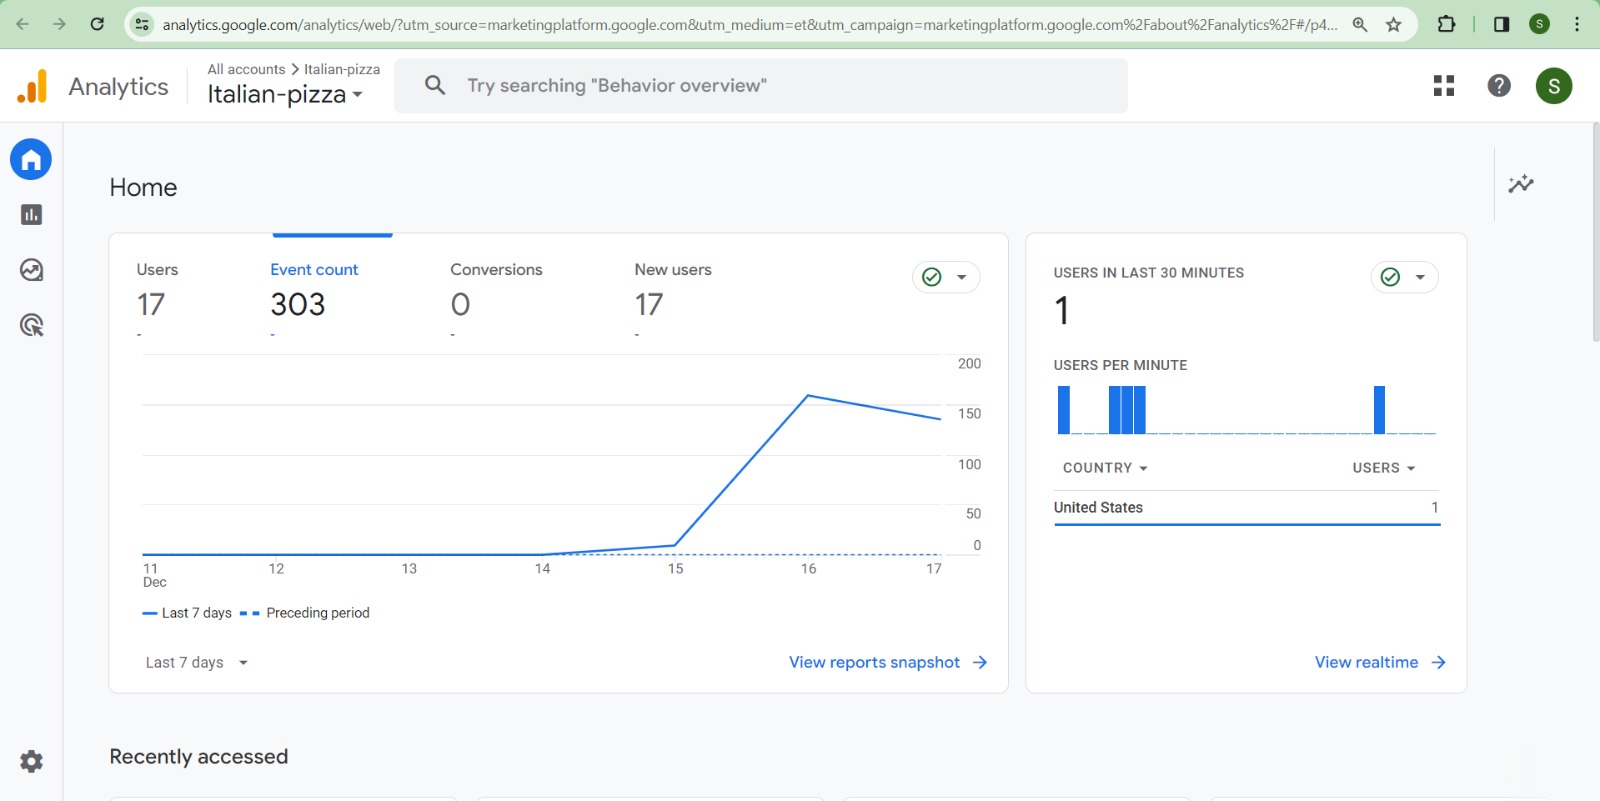 analytics.google.com/analytics/web/?utm_source=marketingplatform.google.com&utm_medium=et&utm_campaign=marketingplatform.google.com%2Fabout%2Fanalytics%2F#/p4...
S
Analytics
All accounts > Italian-pizza
Italian-pizza
Try searching "Behavior overview"
?
S
Home
Users
17
-
Event count
303
-
Conversions
0
-
New users
17
-
200
150
100
50
0
11
Dec
12
13
14
15
16
17
Last 7 days
Preceding period
Last 7 days
View reports snapshot
USERS IN LAST 30 MINUTES
1
USERS PER MINUTE
COUNTRY
USERS
United States
1
View realtime
Recently accessed